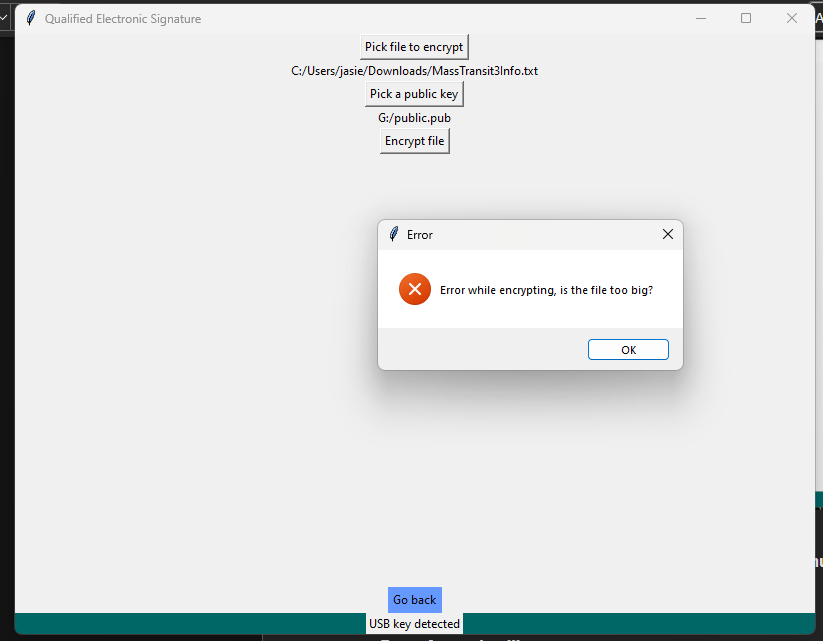 Qualified Electronic Signature
Pick file to encrypt
C:/Users/jasie/Downloads/MassTransit3Info.txt
Pick a public key
G:/public.pub
Encrypt file
Error
Error while encrypting, is the file too big?
OK
Go back
USB key detected